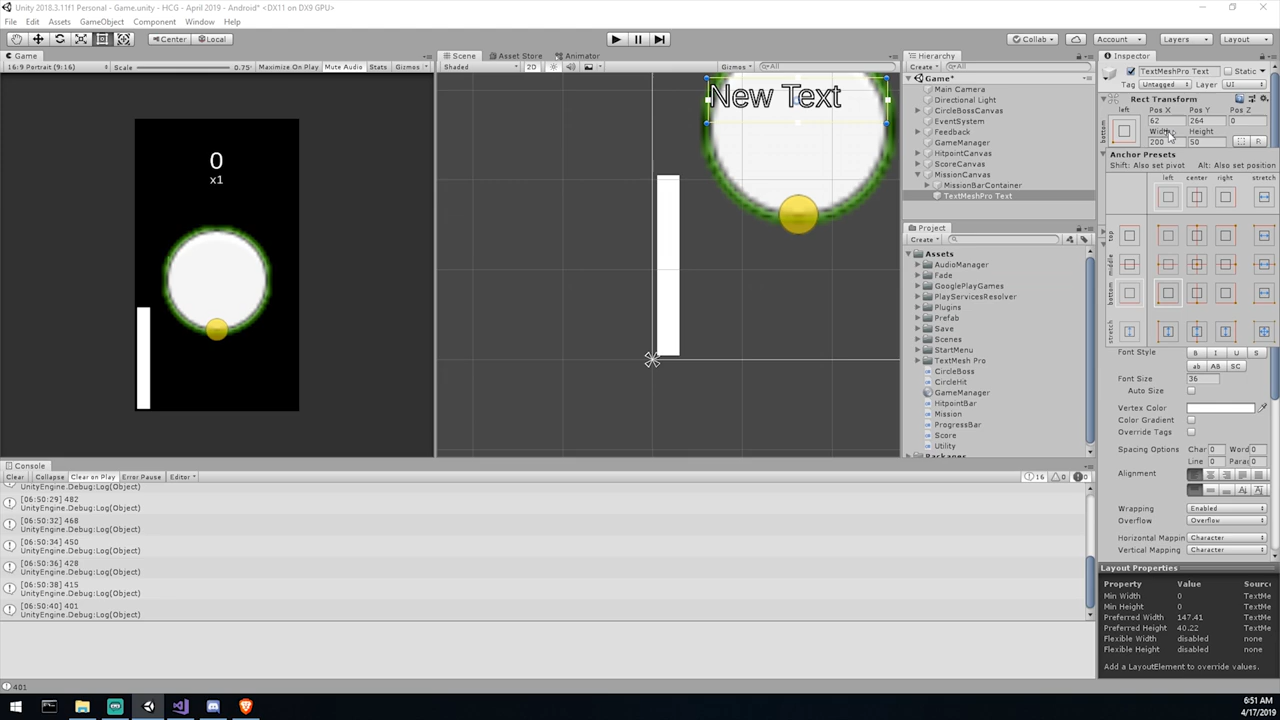 Unity 2018.3.11f1 Personal - Game.unity - HCG - April 2019 - Android* <DX11 on DX9 GPU>
File Edit Assets GameObject Component Window Help
Center Local Collab Account Layers Layout
Game
16:9 Portrait (9:16) Scale 0.75° Maximize On Play Mute Audio Stats Gizmos
0
x1
Scene Asset Store Animator
Shaded 2D Gizmos All
New Text
Hierarchy
Create All
Game*
Main Camera
Directional Light
CircleBossCanvas
EventSystem
Feedback
GameManager
HitpointCanvas
ScoreCanvas
MissionCanvas
MissionBarContainer
TextMeshPro Text
Project
Create
Assets
AudioManager
Fade
GooglePlayGames
PlayServicesResolver
Plugins
Prefab
Save
Scenes
StartMenu
TextMesh Pro
CircleBoss
CircleHit
GameManager
HitpointBar
Mission
ProgressBar
Score
Utility
Packages
Inspector
TextMeshPro Text Static
Tag Untagged Layer UI
Rect Transform
left Pos X Pos Y Pos Z
bottom 62 264 0
Width Height
200 50 R
Anchor Presets
Shift: Also set pivot Alt: Also set position
left center right stretch
top
middle
bottom
stretch
Font Style B I U S
ab AB SC
Font Size 36
Auto Size
Vertex Color
Color Gradient
Override Tags
Spacing Options Char 0 Word 0
Line 0 Para 0
Alignment
Wrapping Enabled
Overflow Overflow
Horizontal Mappin Character
Vertical Mapping Character
Layout Properties
Property Value Source
Min Width 0 TextMe
Min Height 0 TextMe
Preferred Width 147.41 TextMe
Preferred Height 40.22 TextMe
Flexible Width disabled none
Flexible Height disabled none
Add a LayoutElement to override values.
Console
Clear Collapse Clear on Play Error Pause Editor 16 0 0
UnityEngine.Debug:Log(Object)
[06:50:29] 482
UnityEngine.Debug:Log(Object)
[06:50:32] 468
UnityEngine.Debug:Log(Object)
[06:50:34] 450
UnityEngine.Debug:Log(Object)
[06:50:36] 428
UnityEngine.Debug:Log(Object)
[06:50:38] 415
UnityEngine.Debug:Log(Object)
[06:50:40] 401
UnityEngine.Debug:Log(Object)
401
6:51 AM
4/17/2019